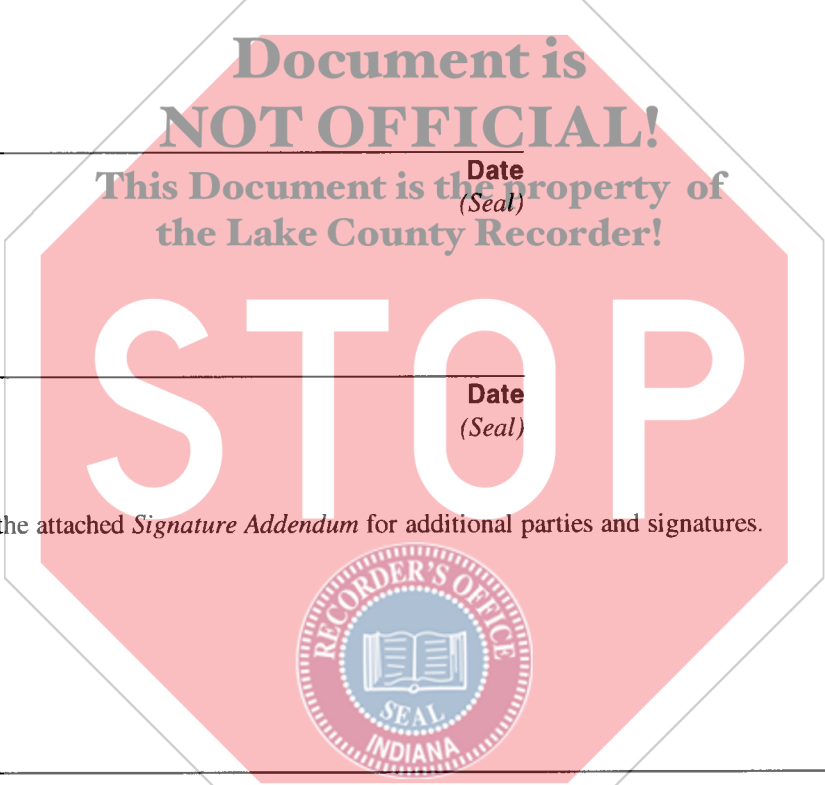 Document is
NOT OFFICIAL!
Date
This Document is the property of
(Seal)
the Lake County Recorder!
STOP
Date
(Seal)
the attached Signature Addendum for additional parties and signatures.
RECORDER'S OFFICE
SEAL
INDIANA